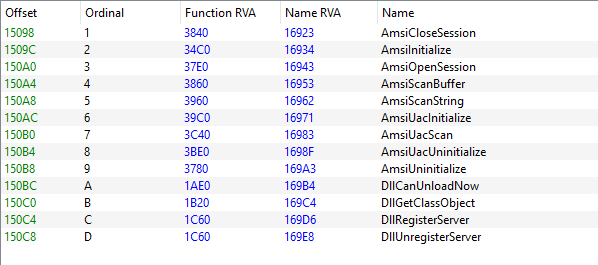 Offset Ordinal Function RVA Name RVA Name
15098 1 3840 16923 AmsiCloseSession
1509C 2 34C0 16934 AmsiInitialize
150A0 3 37E0 16943 AmsiOpenSession
150A4 4 3860 16953 AmsiScanBuffer
150A8 5 3960 16962 AmsiScanString
150AC 6 39C0 16971 AmsiUacInitialize
150B0 7 3C40 16983 AmsiUacScan
150B4 8 3BE0 1698F AmsiUacUninitialize
150B8 9 3780 169A3 AmsiUninitialize
150BC A 1AE0 169B4 DllCanUnloadNow
150C0 B 1B20 169C4 DllGetClassObject
150C4 C 1C60 169D6 DllRegisterServer
150C8 D 1C60 169E8 DllUnregisterServer